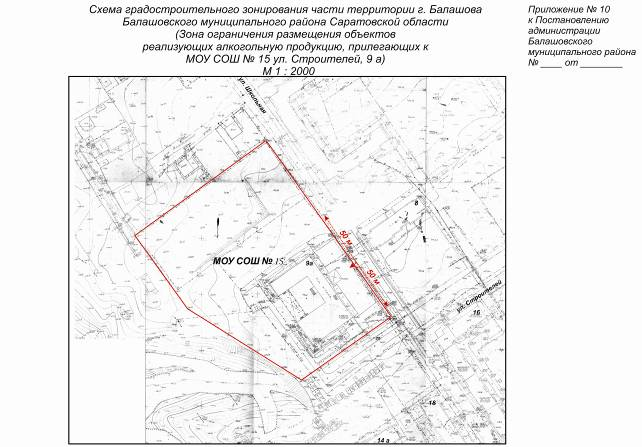 Схема градостроительного зонирования части территории г. Балашова
Балашовского муниципального района Саратовской области
(Зона ограничения размещения объектов
реализующих алкогольную продукцию, прилегающих к
МОУ СОШ № 15 ул. Строителей, 9 а)
М 1 : 2000
Приложение № 10
к Постановлению
администрации
Балашовского
муниципального района
№ ____ от ________
ул. Школьная
8
50 м
МОУ СОШ № 15
9а
50 м
ул. Строителей
16
18
14 а